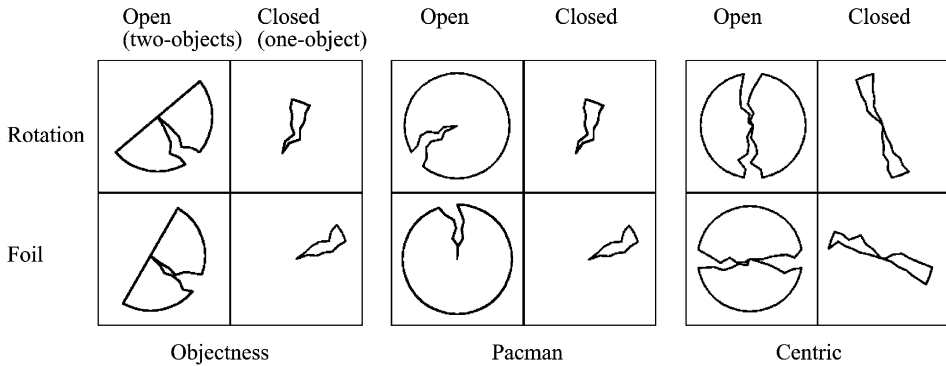 Open Closed Open Closed Open Closed
(two-objects) (one-object)
Rotation
Foil
Objectness Pacman Centric